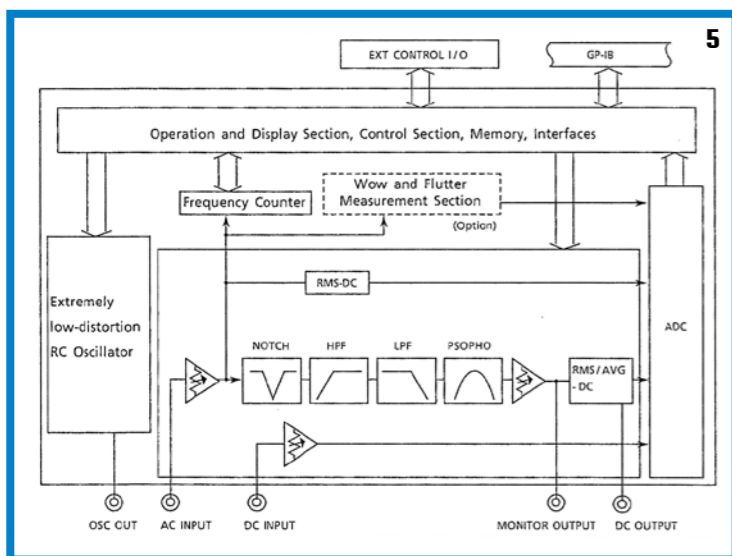 5
EXT CONTROL I/O
GP-IB
Operation and Display Section, Control Section, Memory, Interfaces
Frequency Counter
Wow and Flutter
Measurement Section
(Option)
Extremely
low-distortion
RC Oscillator
RMS-DC
ADC
NOTCH
HPF
LPF
PSOPHO
RMS/AVG
- DC
OSC OUT
AC INPUT
DC INPUT
MONITOR OUTPUT
DC OUTPUT